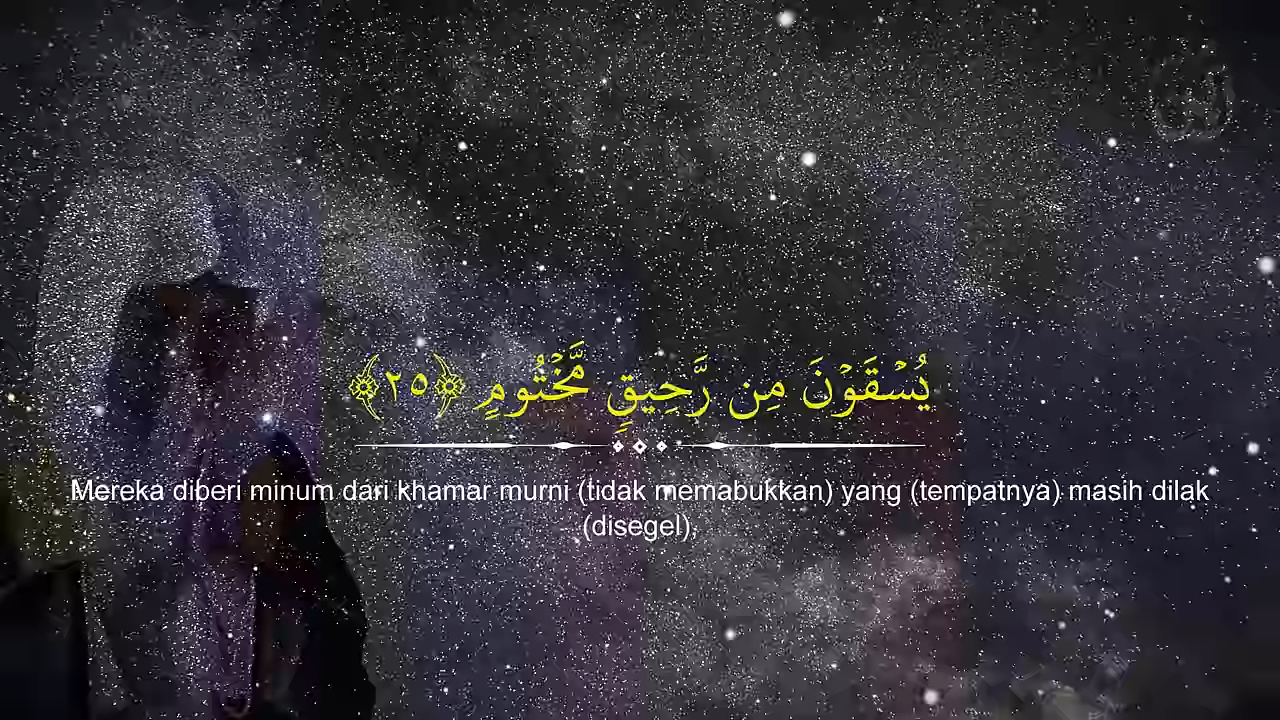 يُسْقَوْنَ مِن رَّحِيقٍ مَّخْتُومٍ ﴿٢٥﴾
Mereka diberi minum dari khamar murni (tidak memabukkan) yang (tempatnya) masih dilak
(disegel),